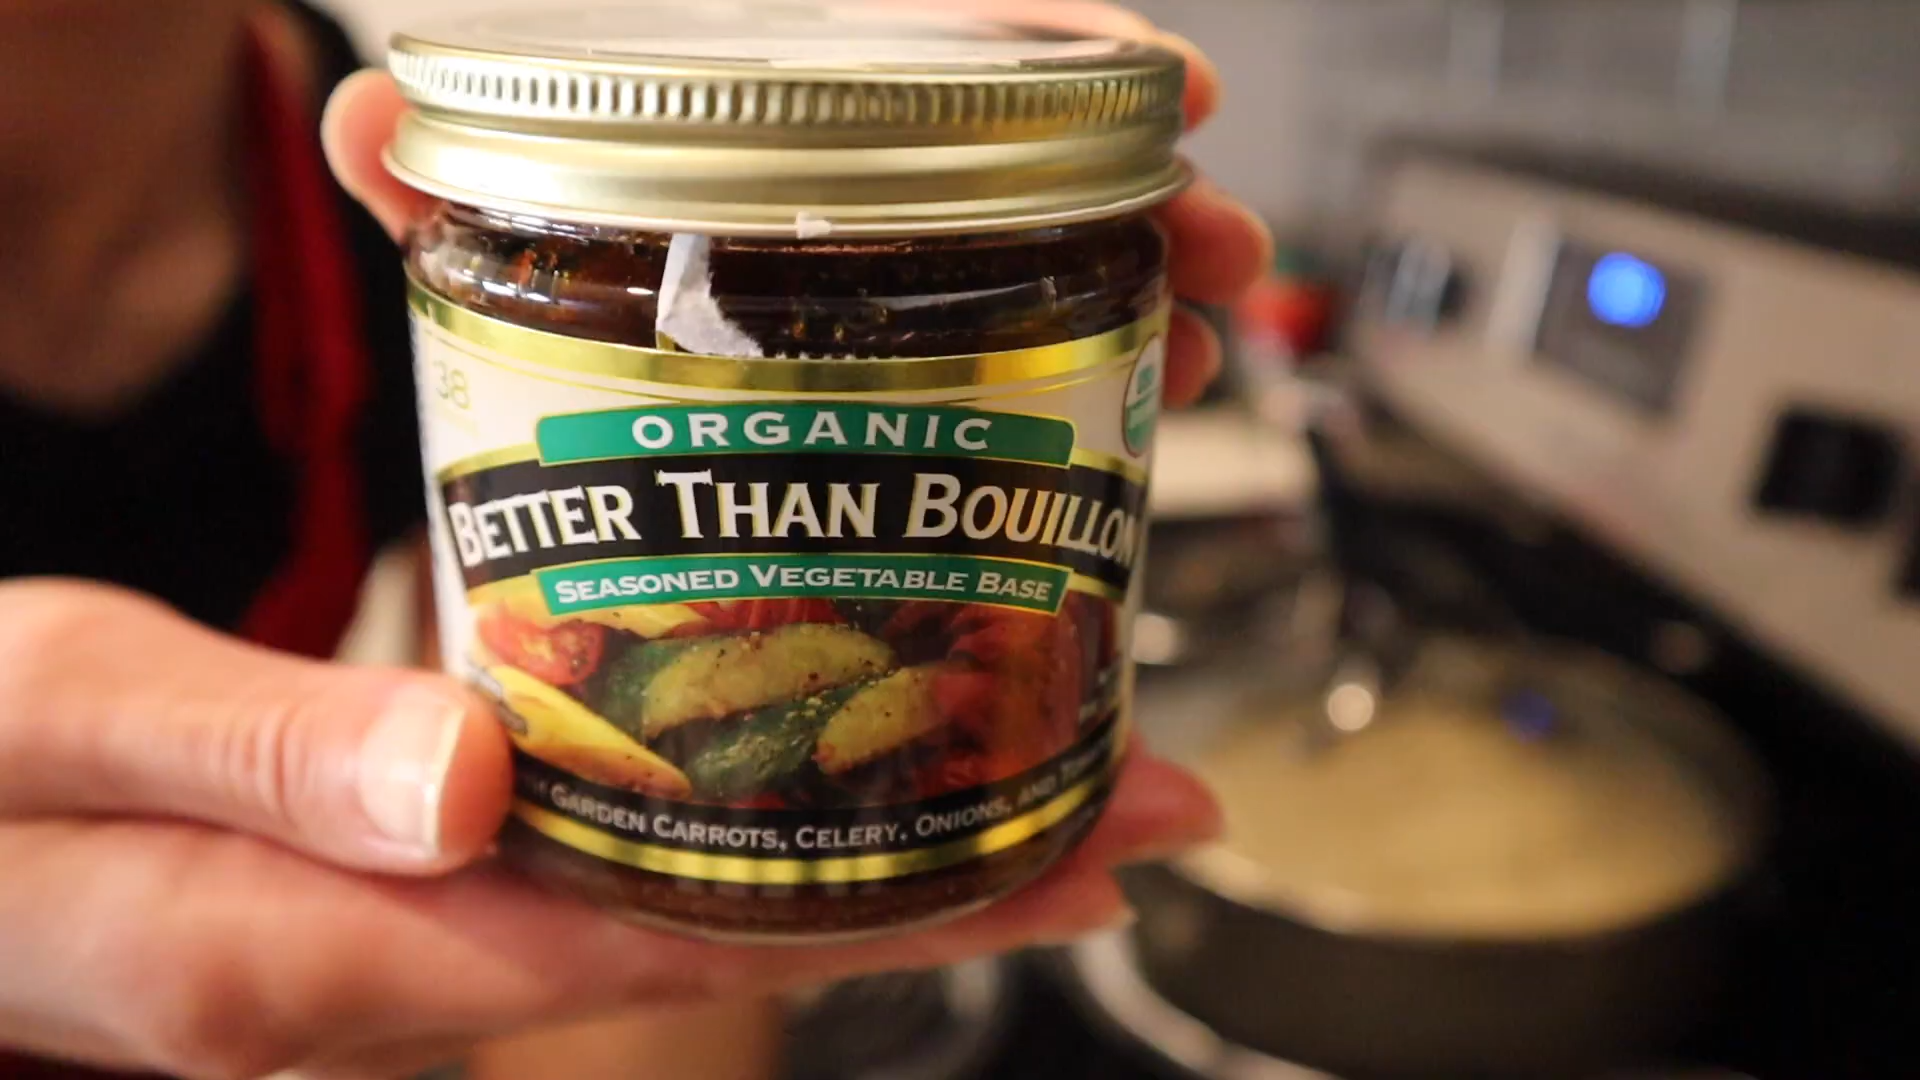 38
ORGANIC
BETTER THAN BOUILLON
SEASONED VEGETABLE BASE
GARDEN CARROTS, CELERY, ONIONS, AND